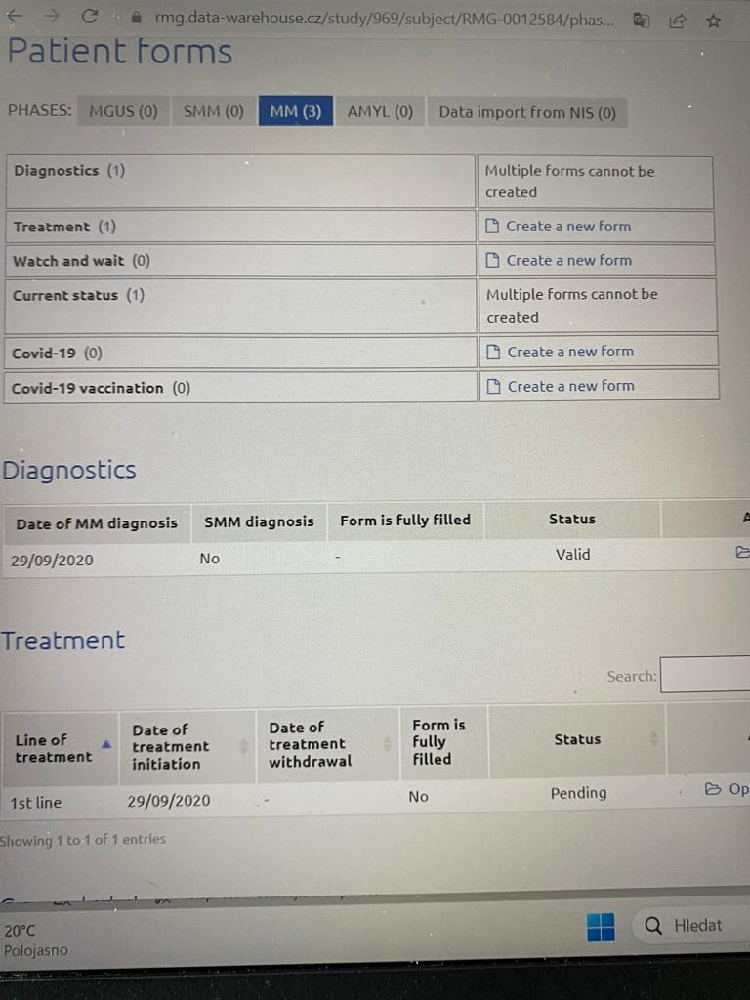 rmg.data-warehouse.cz/study/969/subject/RMG-0012584/phas...
Patient forms
PHASES: MGUS (0) SMM (0) MM (3) AMYL (0) Data import from NIS (0)
Diagnostics (1) Multiple forms cannot be
created
Treatment (1) Create a new form
Watch and wait (0) Create a new form
Current status (1) Multiple forms cannot be
created
Covid-19 (0) Create a new form
Covid-19 vaccination (0) Create a new form
Diagnostics
Date of MM diagnosis SMM diagnosis Form is fully filled Status
29/09/2020 No - Valid
Treatment
Search:
Line of treatment Date of treatment initiation Date of treatment withdrawal Form is fully filled Status
1st line 29/09/2020 - No Pending Op
Showing 1 to 1 of 1 entries
20°C
Polojasno
Hledat